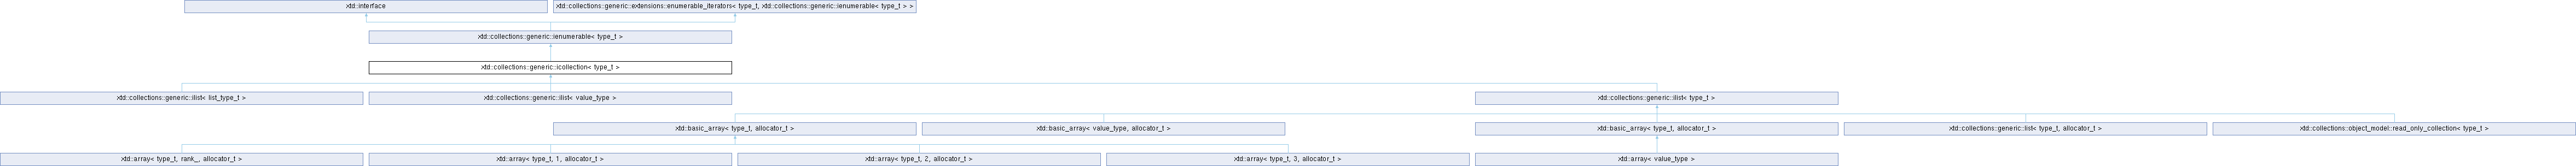 xtd::interface
xtd::collections::generic::extensions::enumerable_iterators< type_t, xtd::collections::generic::ienumerable< type_t > >
xtd::collections::generic::ienumerable< type_t >
xtd::collections::generic::icollection< type_t >
xtd::collections::generic::ilist< list_type_t >
xtd::collections::generic::ilist< value_type >
xtd::collections::generic::ilist< type_t >
xtd::basic_array< type_t, allocator_t >
xtd::basic_array< value_type, allocator_t >
xtd::basic_array< type_t, allocator_t >
xtd::collections::generic::list< type_t, allocator_t >
xtd::collections::object_model::read_only_collection< type_t >
xtd::array< type_t, rank_, allocator_t >
xtd::array< type_t, 1, allocator_t >
xtd::array< type_t, 2, allocator_t >
xtd::array< type_t, 3, allocator_t >
xtd::array< value_type >